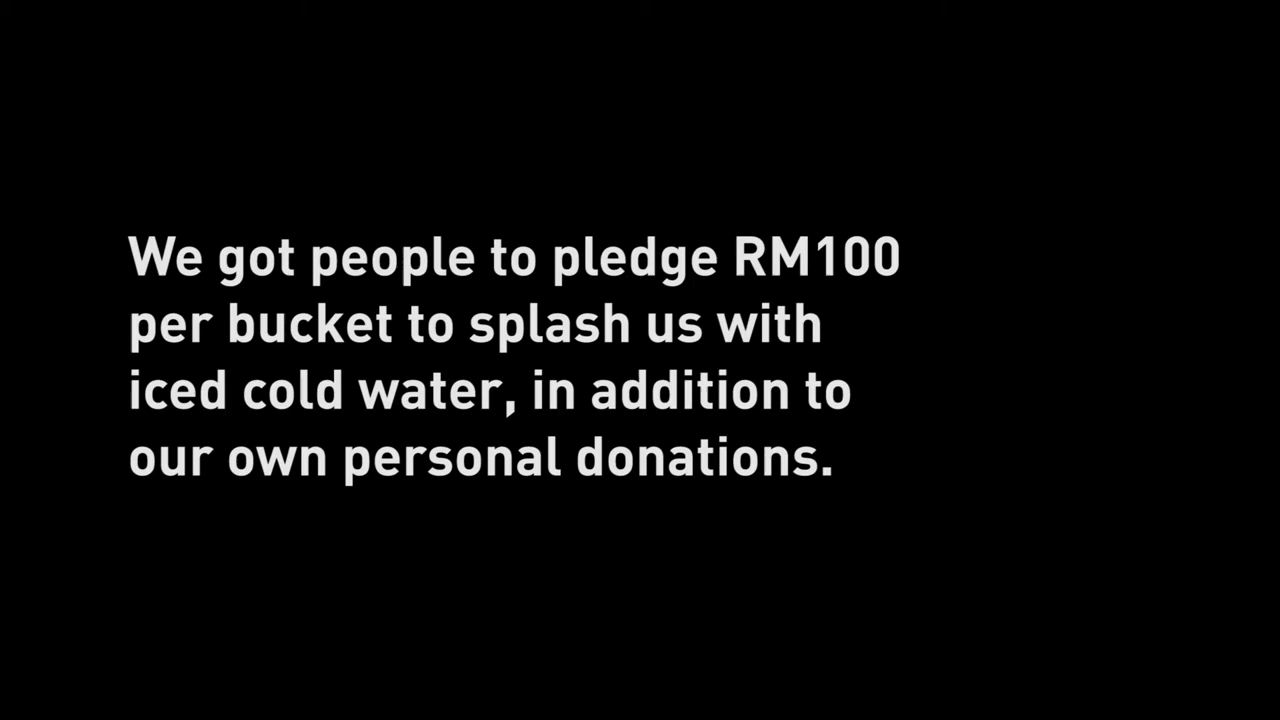 We got people to pledge RM100
per bucket to splash us with
iced cold water, in addition to
our own personal donations.